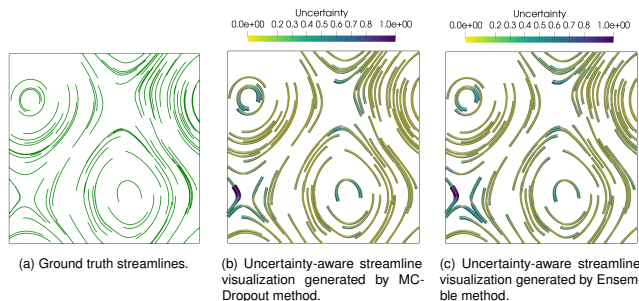 Uncertainty
0.0e+00 0.2 0.3 0.4 0.5 0.6 0.7 0.8 1.0e+00
Uncertainty
0.0e+00 0.2 0.3 0.4 0.5 0.6 0.7 0.8 1.0e+00
(a) Ground truth streamlines.
(b) Uncertainty-aware streamline
visualization generated by MC-
Dropout method.
(c) Uncertainty-aware streamline
visualization generated by Ensem-
ble method.